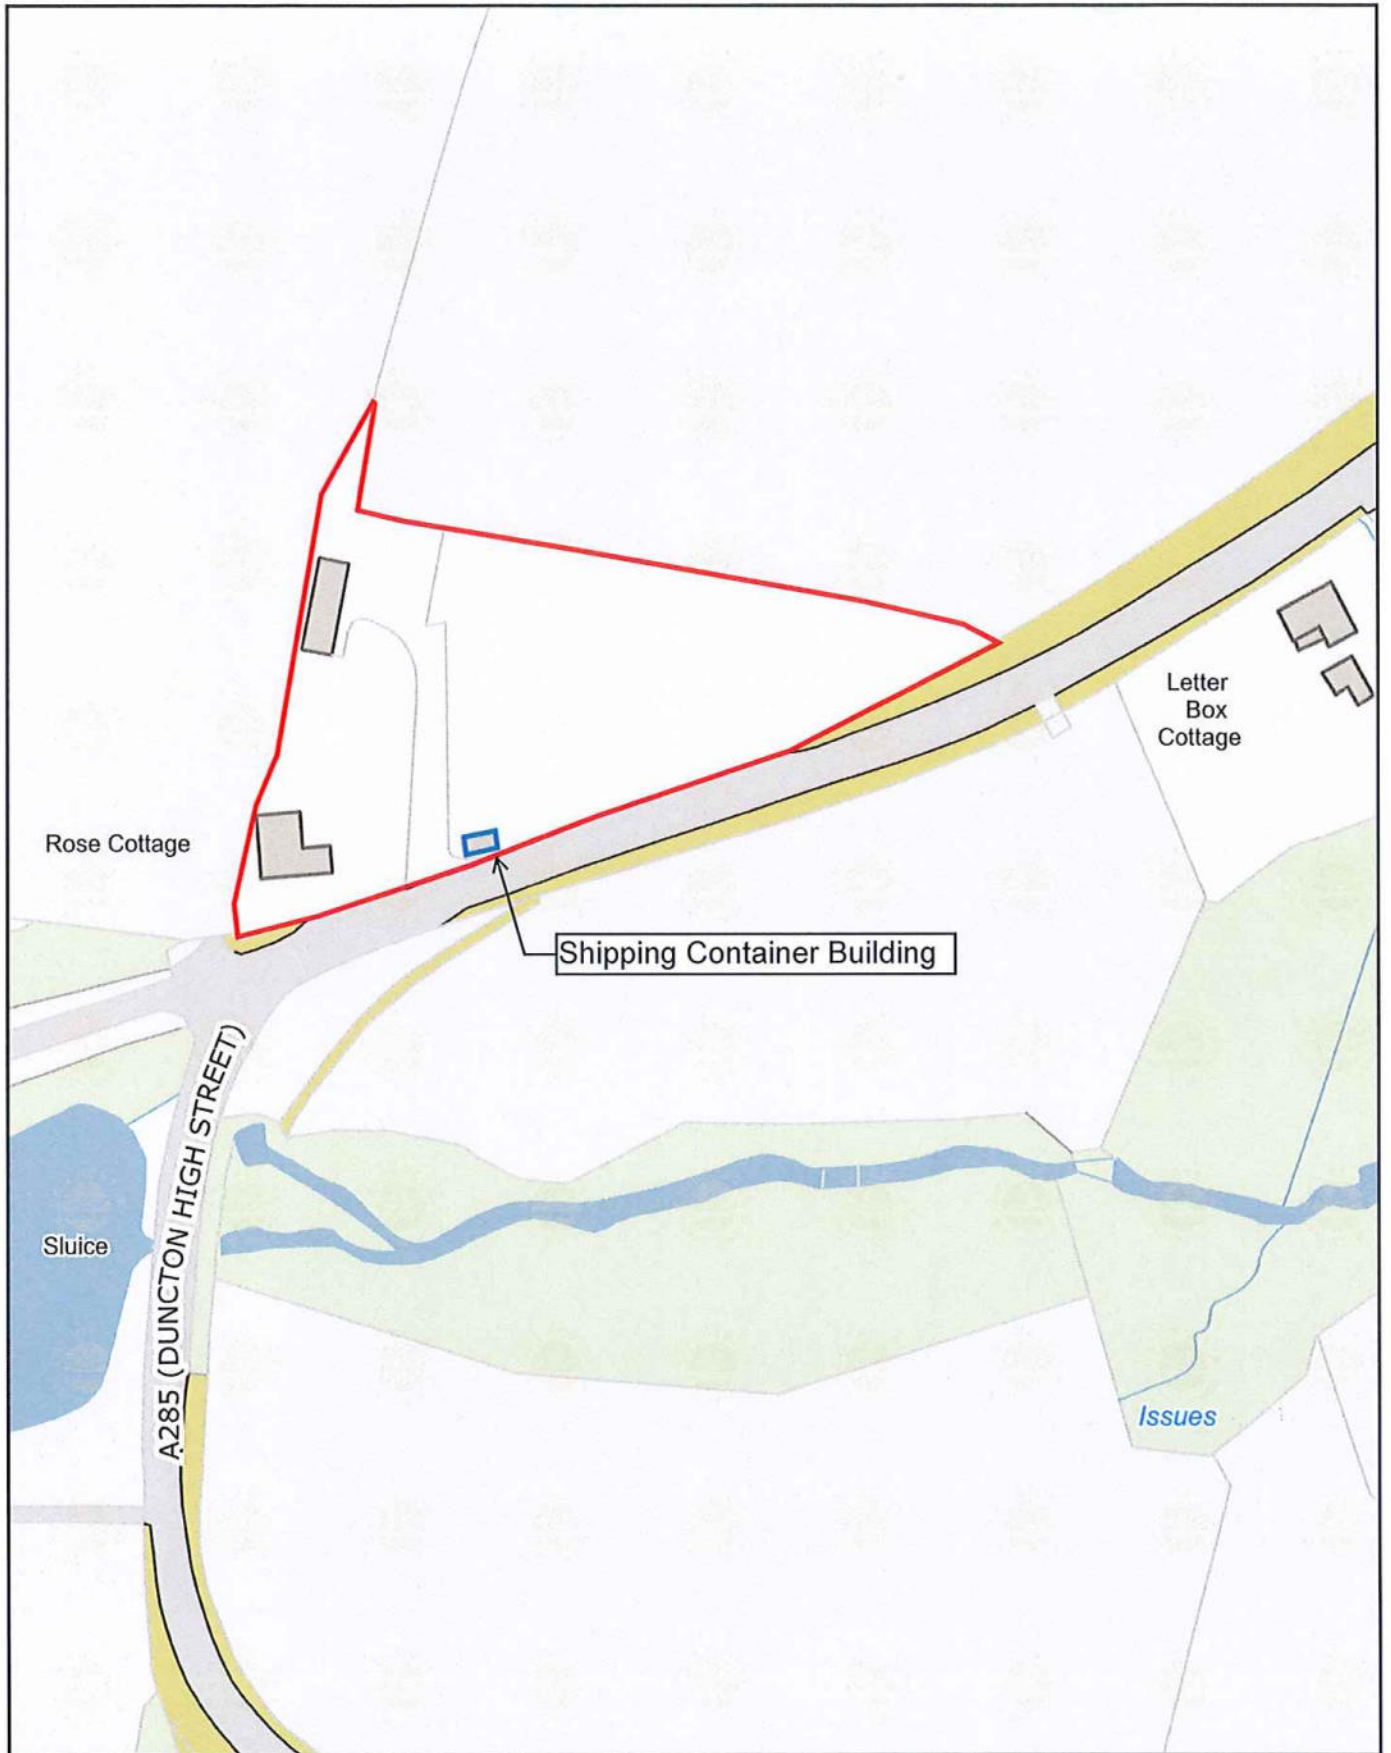 Letter
Box
Cottage
Rose Cottage
Shipping Container Building
A285 (DUNCTON HIGH STREET)
Sluice
Issues